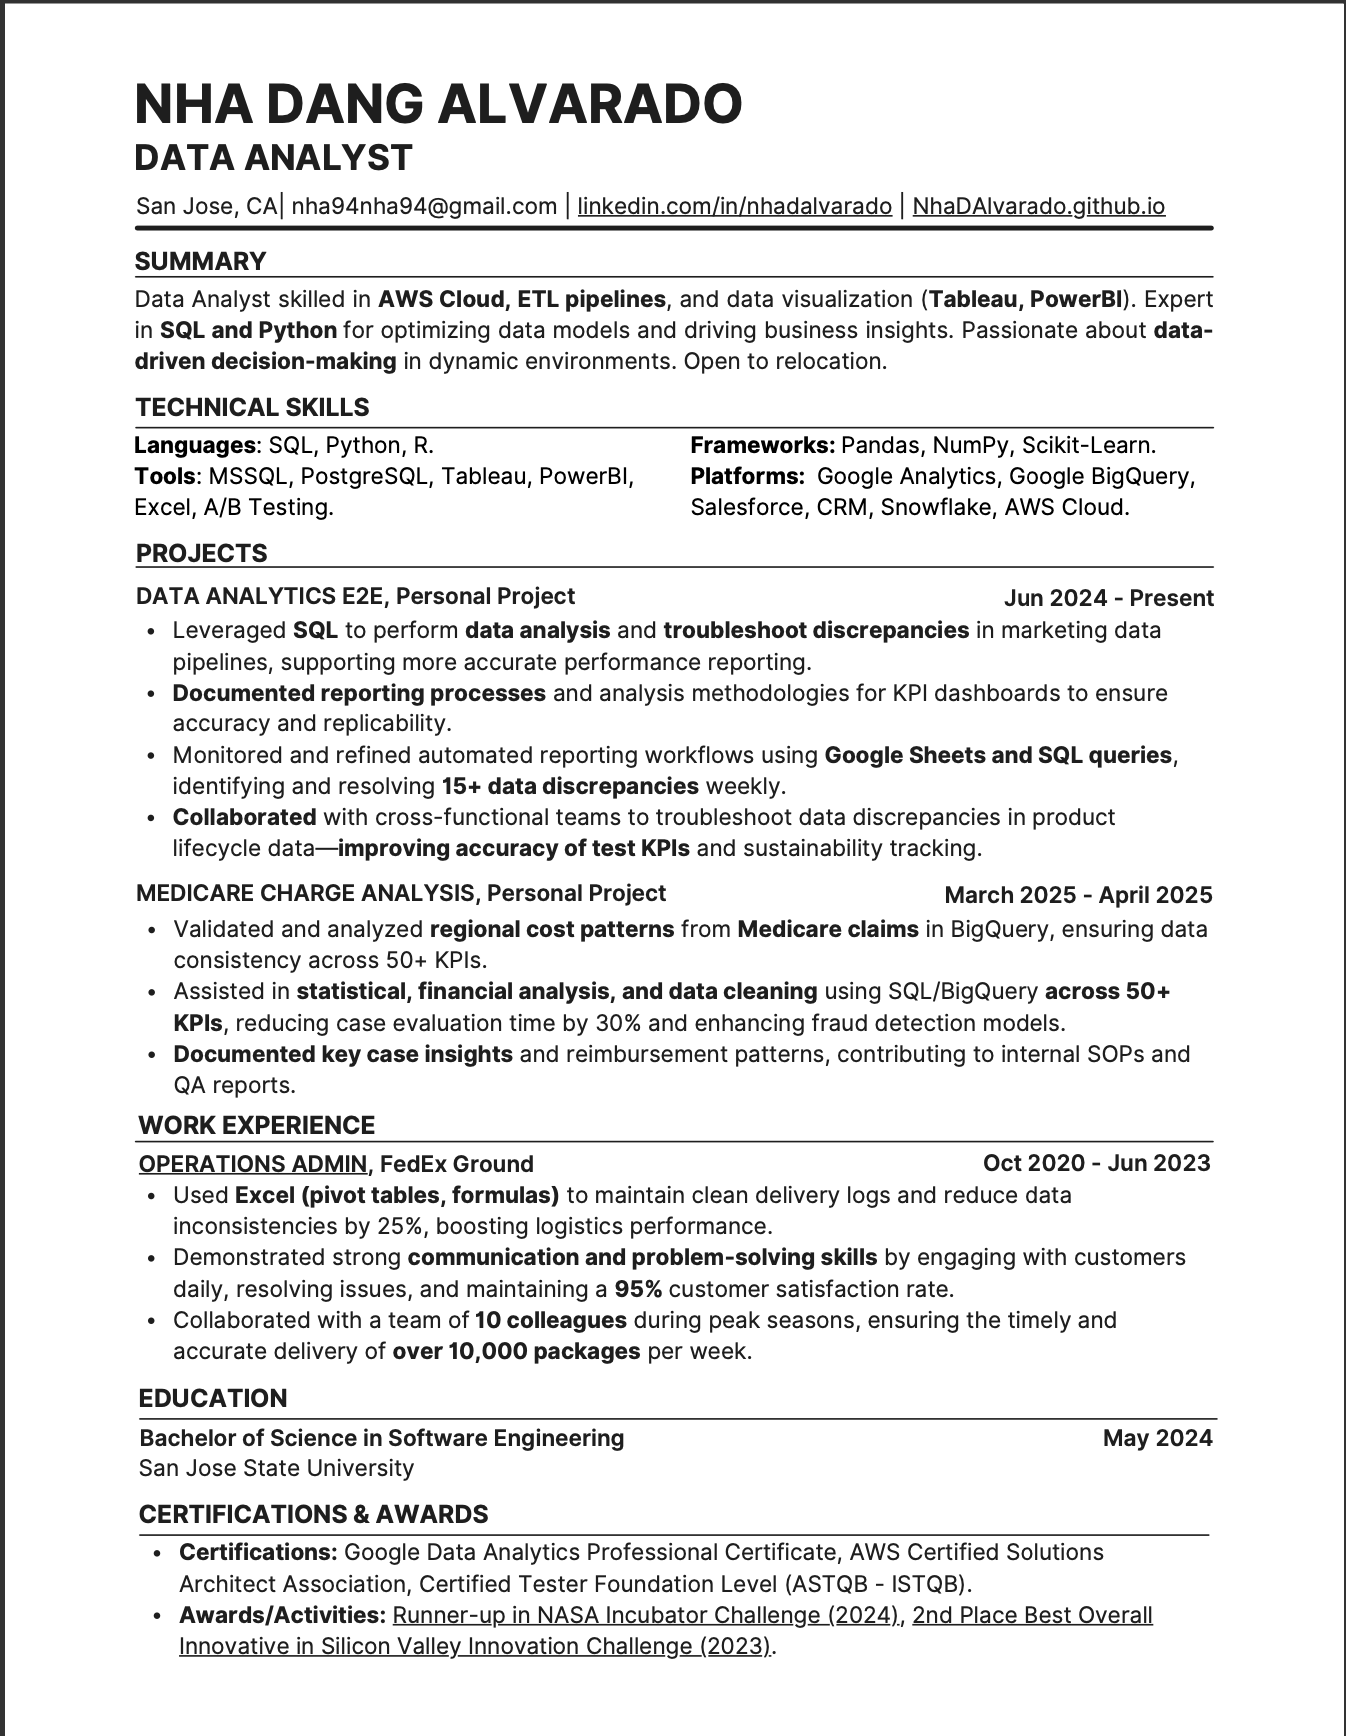 NHA DANG ALVARADO
DATA ANALYST
San Jose, CA| nha94nha94@gmail.com | linkedin.com/in/nhadalvarado | NhaDAlvarado.github.io
SUMMARY
Data Analyst skilled in AWS Cloud, ETL pipelines, and data visualization (Tableau, PowerBI). Expert
in SQL and Python for optimizing data models and driving business insights. Passionate about data-
driven decision-making in dynamic environments. Open to relocation.
TECHNICAL SKILLS
Languages: SQL, Python, R.
Tools: MSSQL, PostgreSQL, Tableau, PowerBI,
Excel, A/B Testing.
Frameworks: Pandas, NumPy, Scikit-Learn.
Platforms:  Google Analytics, Google BigQuery,
Salesforce, CRM, Snowflake, AWS Cloud.
PROJECTS
DATA ANALYTICS E2E, Personal Project Jun 2024 - Present
• Leveraged SQL to perform data analysis and troubleshoot discrepancies in marketing data
pipelines, supporting more accurate performance reporting.
• Documented reporting processes and analysis methodologies for KPI dashboards to ensure
accuracy and replicability.
• Monitored and refined automated reporting workflows using Google Sheets and SQL queries,
identifying and resolving 15+ data discrepancies weekly.
• Collaborated with cross-functional teams to troubleshoot data discrepancies in product
lifecycle data—improving accuracy of test KPIs and sustainability tracking.
MEDICARE CHARGE ANALYSIS, Personal Project March 2025 - April 2025
• Validated and analyzed regional cost patterns from Medicare claims in BigQuery, ensuring data
consistency across 50+ KPIs.
• Assisted in statistical, financial analysis, and data cleaning using SQL/BigQuery across 50+
KPIs, reducing case evaluation time by 30% and enhancing fraud detection models.
• Documented key case insights and reimbursement patterns, contributing to internal SOPs and
QA reports.
WORK EXPERIENCE
OPERATIONS ADMIN, FedEx Ground Oct 2020 - Jun 2023
• Used Excel (pivot tables, formulas) to maintain clean delivery logs and reduce data
inconsistencies by 25%, boosting logistics performance.
• Demonstrated strong communication and problem-solving skills by engaging with customers
daily, resolving issues, and maintaining a 95% customer satisfaction rate.
• Collaborated with a team of 10 colleagues during peak seasons, ensuring the timely and
accurate delivery of over 10,000 packages per week.
EDUCATION
Bachelor of Science in Software Engineering May 2024
San Jose State University
CERTIFICATIONS & AWARDS
• Certifications: Google Data Analytics Professional Certificate, AWS Certified Solutions
Architect Association, Certified Tester Foundation Level (ASTQB - ISTQB).
• Awards/Activities: Runner-up in NASA Incubator Challenge (2024), 2nd Place Best Overall
Innovative in Silicon Valley Innovation Challenge (2023).